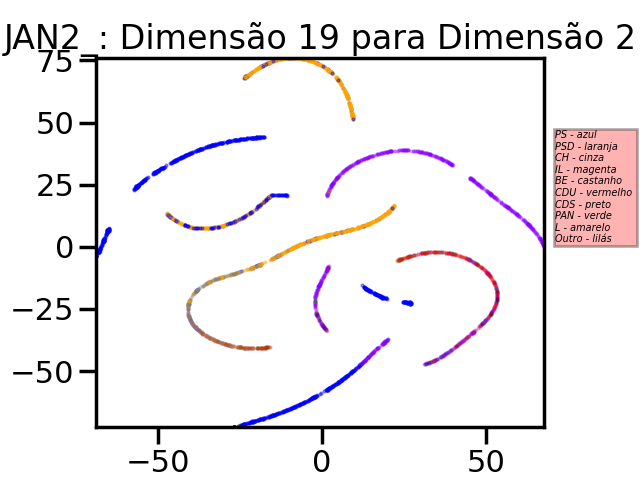 JAN2 : Dimensão 19 para Dimensão 2
75
50
25
0
−25
−50
−50 0 50
PS - azul
PSD - laranja
CH - cinza
IL - magenta
BE - castanho
CDU - vermelho
CDS - preto
PAN - verde
L - amarelo
Outro - lilás